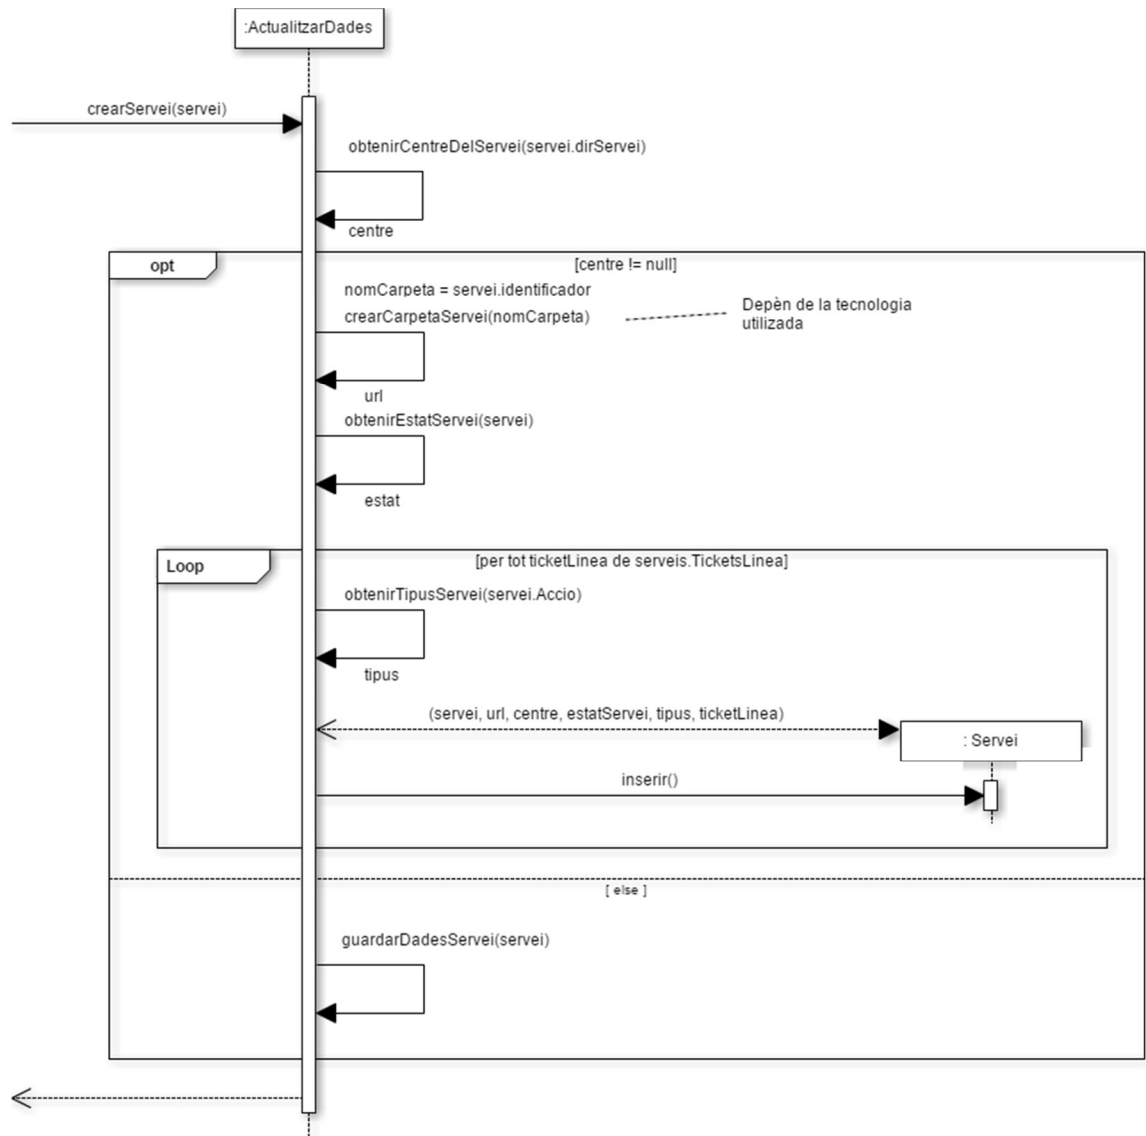 :ActualitzarDades
crearServei(servei)
obtenirCentreDelServei(servei.dirServei)
centre
opt
[centre != null]
nomCarpeta = servei.identificador
crearCarpetaServei(nomCarpeta)
Depèn de la tecnologia
utilizada
url
obtenirEstatServei(servei)
estat
Loop
[per tot ticketLinea de serveis.TicketsLinea]
obtenirTipusServei(servei.Accio)
tipus
(servei, url, centre, estatServei, tipus, ticketLinea)
: Servei
inserir()
[ else ]
guardarDadesServei(servei)